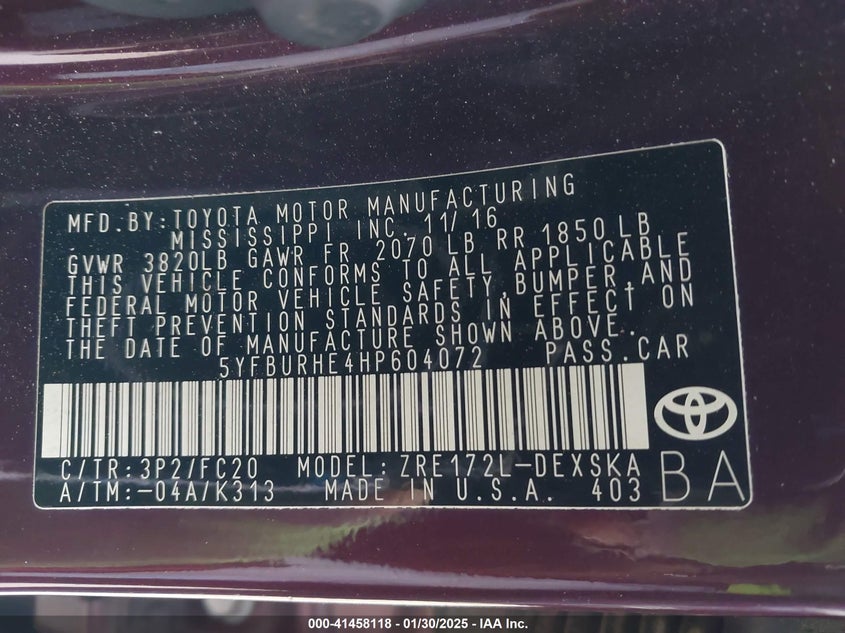 MFD.BY:TOYOTA MOTOR MANUFACTURING
MISSISSIPPI INC. 11/16
GVWR 3820LB GAWR FR 2070 LB RR 1850 LB
THIS VEHICLE CONFORMS TO ALL APPLICABLE
FEDERAL MOTOR VEHICLE SAFETY,BUMPER,AND
THEFT PREVENTION STANDARDS IN EFFECT ON
THE DATE OF MANUFACTURE SHOWN ABOVE.
5YFBURHE4HP604072 PASS.CAR
C/TR:3P2/FC20 MODEL:ZRE172L-DEXSKA
A/TM:-04A/K313 MADE IN U.S.A. 403
BA
000-41458118 - 01/30/2025 - IAA Inc.